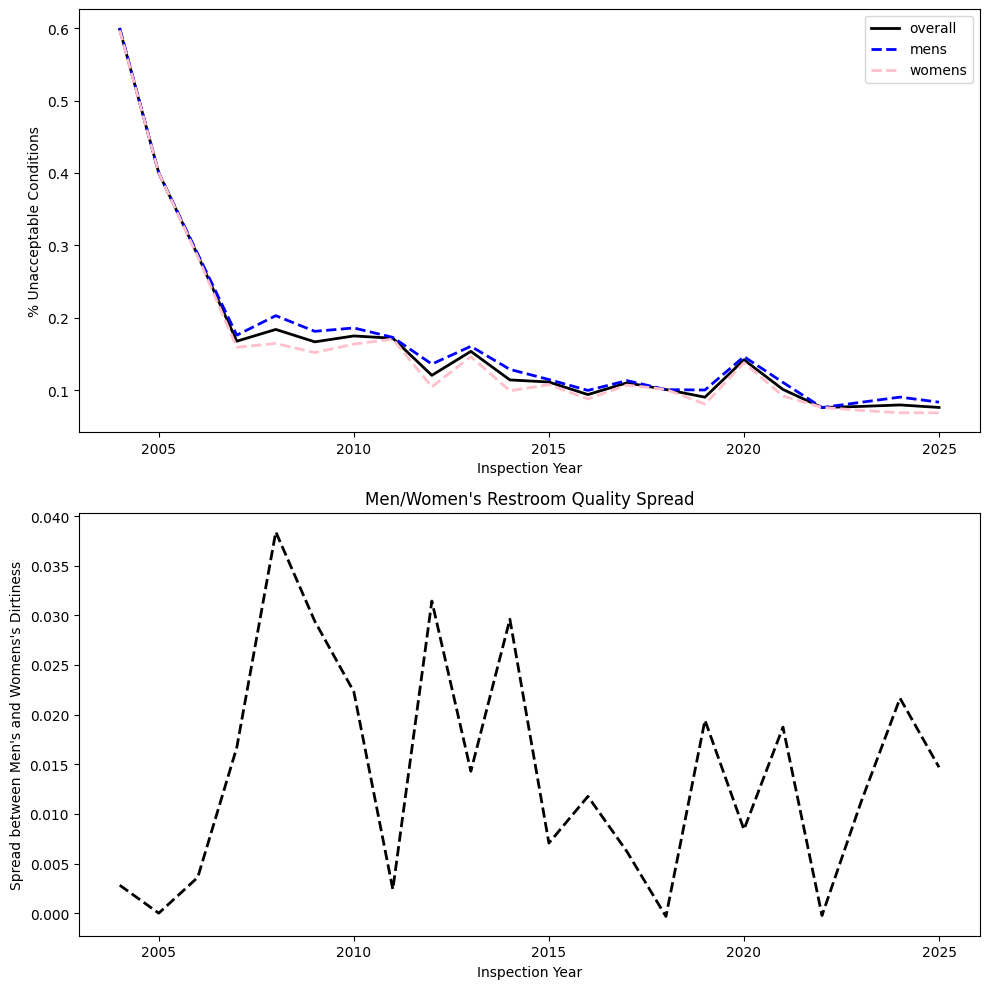 0.6
0.5
0.4
0.3
0.2
0.1
% Unacceptable Conditions
overall
mens
womens
2005 2010 2015 2020 2025
Inspection Year
Men/Women's Restroom Quality Spread
0.040
0.035
0.030
0.025
0.020
0.015
0.010
0.005
0.000
Spread between Men's and Womens's Dirtiness
2005 2010 2015 2020 2025
Inspection Year